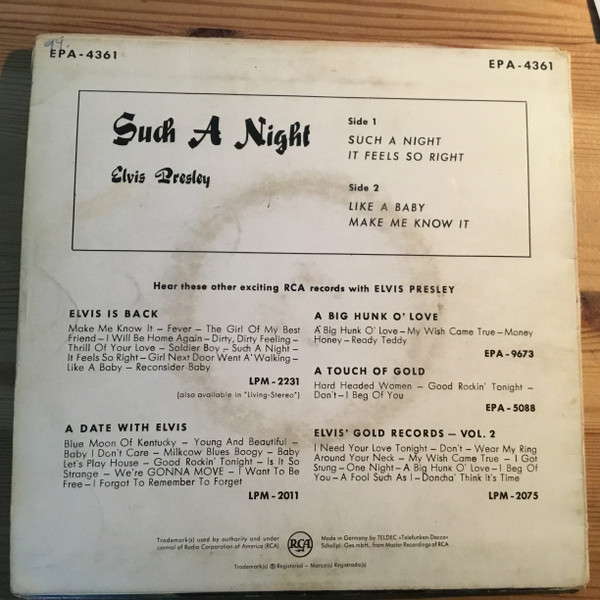 97.
EPA-4361
EPA-4361
Such A Night
Elvis Presley
Side 1
SUCH A NIGHT
IT FEELS SO RIGHT
Side 2
LIKE A BABY
MAKE ME KNOW IT
Hear these other exciting RCA records with ELVIS PRESLEY
ELVIS IS BACK
Make Me Know It – Fever – The Girl Of My Best
Friend – I Will Be Home Again – Dirty, Dirty Feeling –
Thrill Of Your Love – Soldier Boy – Such A Night –
It Feels So Right – Girl Next Door Went A' Walking –
Like A Baby – Reconsider Baby
LPM-2231
(also available in "Living-Stereo")
A DATE WITH ELVIS
Blue Moon Of Kentucky – Young And Beautiful –
Baby I Don't Care – Milkcow Blues Boogy – Baby
Let's Play House – Good Rockin' Tonight – Is It So
Strange – We're GONNA MOVE – I Want To Be
Free – I Forgot To Remember To Forget
LPM-2011
A BIG HUNK O' LOVE
A Big Hunk O' Love – My Wish Came True – Money
Honey – Ready Teddy
EPA-9673
A TOUCH OF GOLD
Hard Headed Women – Good Rockin' Tonight –
Don't – I Beg Of You
EPA-5088
ELVIS' GOLD RECORDS – VOL. 2
I Need Your Love Tonight – Don't – Wear My Ring
Around Your Neck – My Wish Came True – I Got
Strung – One Night – A Big Hunk O' Love – I Beg Of
You – A Fool Such As I – Doncha' Think It's Time
LPM-2075
Trademark(s) used by authority and under
control of Radio Corporation of America (RCA)
RCA
Made in Germany by TELDEC »Telefunken-Decca«
Schallpl.-Ges. mbH., from Master Recordings of RCA
Trademark(s) ® Registered – Marca(s) Registrada(s)